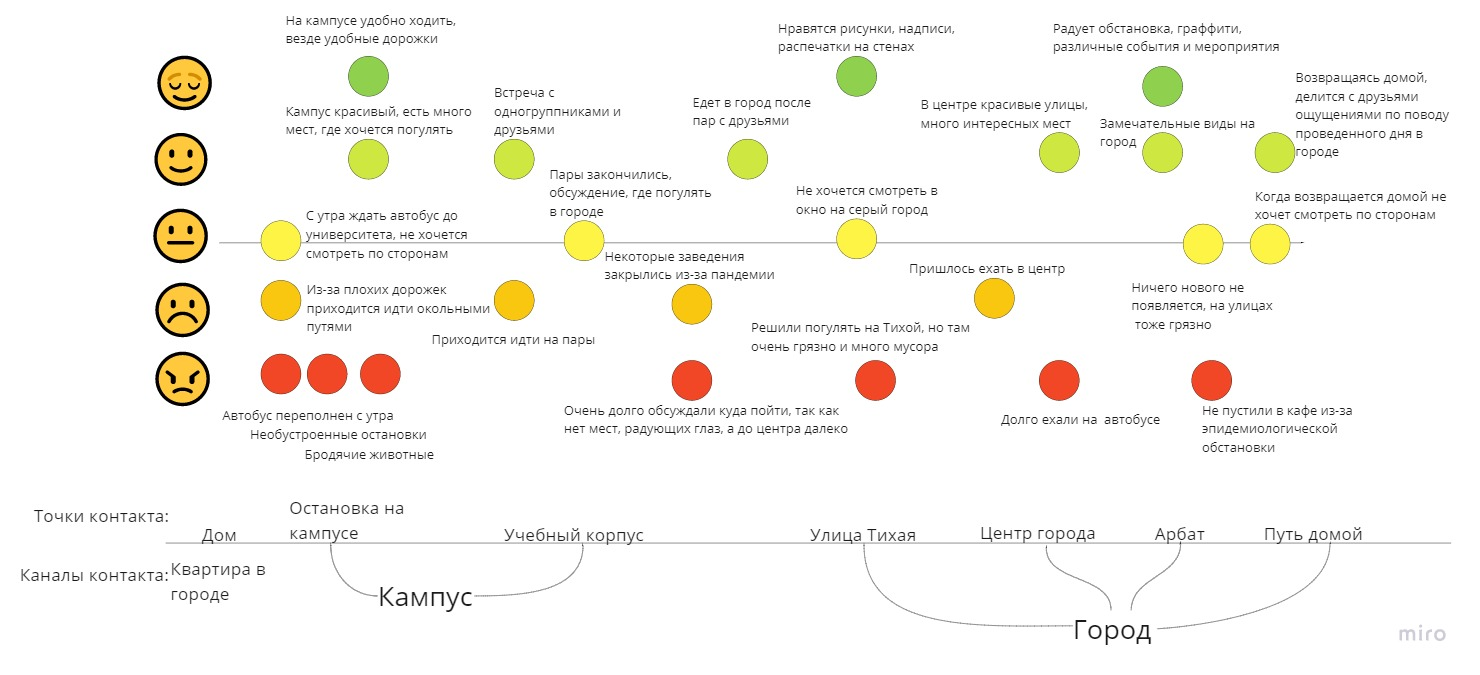 На кампусе удобно ходить,
везде удобные дорожки
Нравятся рисунки, надписи,
распечатки на стенах
Радует обстановка, граффити,
различные события и мероприятия
Кампус красивый, есть много
мест, где хочется погулять
Встреча с
одногруппниками и
друзьями
Едет в город после
пар с друзьями
В центре красивые улицы,
много интересных мест
Замечательные виды на
город
Возвращаясь домой,
делится с друзьями
ощущениями по поводу
проведенного дня в
городе
С утра ждать автобус до
университета, не хочется
смотреть по сторонам
Пары закончились,
обсуждение, где погулять
в городе
Не хочется смотреть в
окно на серый город
Когда возвращается домой не
хочет смотреть по сторонам
Из-за плохих дорожек
приходится идти окольными
путями
Приходится идти на пары
Некоторые заведения
закрылись из-за пандемии
Пришлось ехать в центр
Ничего нового не
появляется, на улицах
тоже грязно
Решили погулять на Тихой, но там
очень грязно и много мусора
Автобус переполнен с утра
Необустроенные остановки
Бродячие животные
Очень долго обсуждали куда пойти, так как
нет мест, радующих глаз, а до центра далеко
Долго ехали на автобусе
Не пустили в кафе из-за
эпидемиологической
обстановки
Точки контакта:
Дом
Остановка на
кампусе
Учебный корпус
Улица Тихая
Центр города
Арбат
Путь домой
Каналы контакта:
Квартира в
городе
Кампус
Город
miro